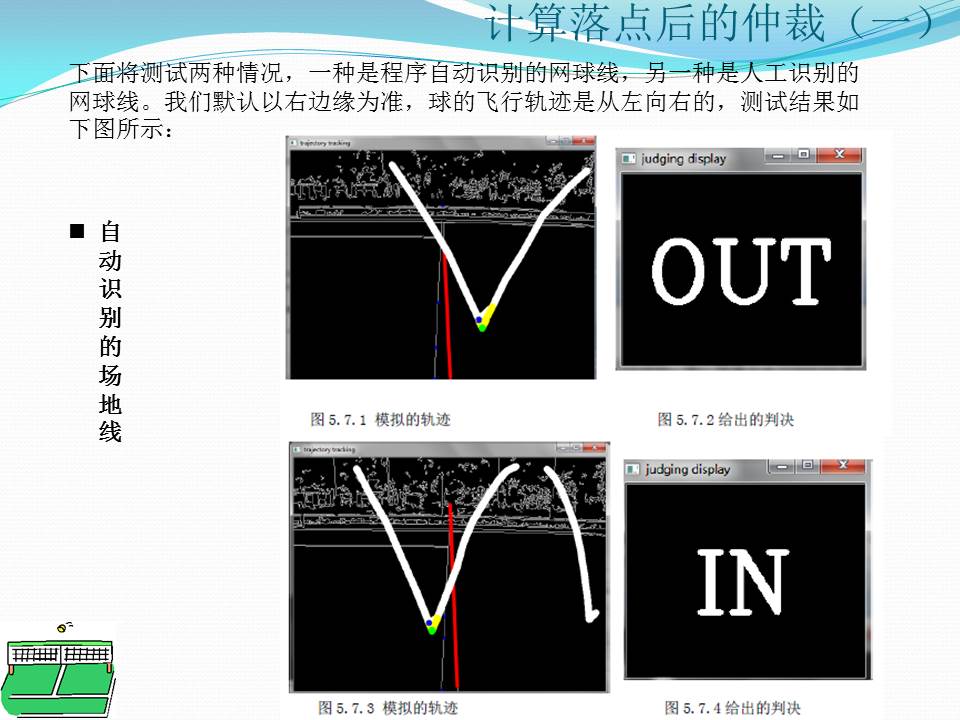 计算落点后的仲裁（一）
下面将测试两种情况，一种是程序自动识别的网球线，另一种是人工识别的
网球线。我们默认以右边缘为准，球的飞行轨迹是从左向右的，测试结果如
下图所示：
自
动
识
别
的
场
地
线
trajectory tracking
judging display
OUT
图 5.7.1 模拟的轨迹
图 5.7.2 给出的判决
trajectory tracking
judging display
IN
图 5.7.3 模拟的轨迹
图 5.7.4 给出的判决